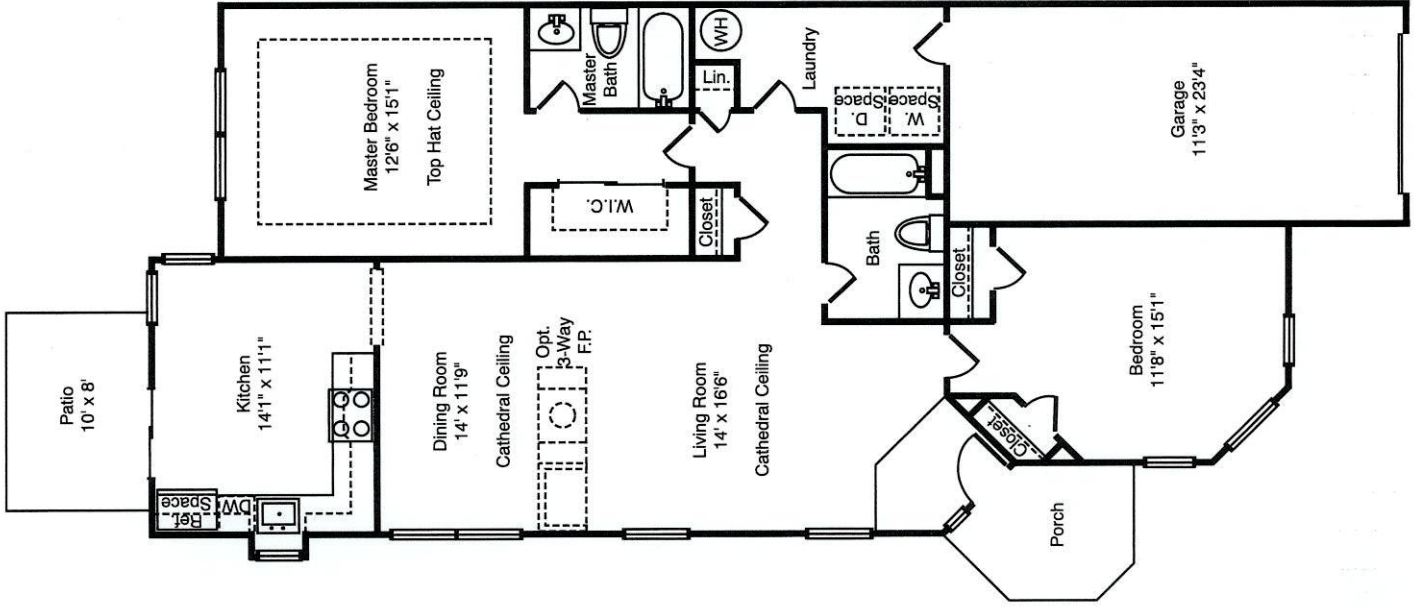 Patio
10' x 8'
Kitchen
14'1" x 11'1"
Ref.
Space
DW
Dining Room
14' x 11'9"
Cathedral Ceiling
Opt.
3-Way
F.P.
Living Room
14' x 16'6"
Cathedral Ceiling
Master Bedroom
12'6" x 15'1"
Top Hat Ceiling
Master
Bath
W.I.C.
Closet
Lin.
WH
Laundry
D.
Space
W.
Space
Bath
Closet
Bedroom
11'8" x 15'1"
Closet
Porch
Garage
11'3" x 23'4"